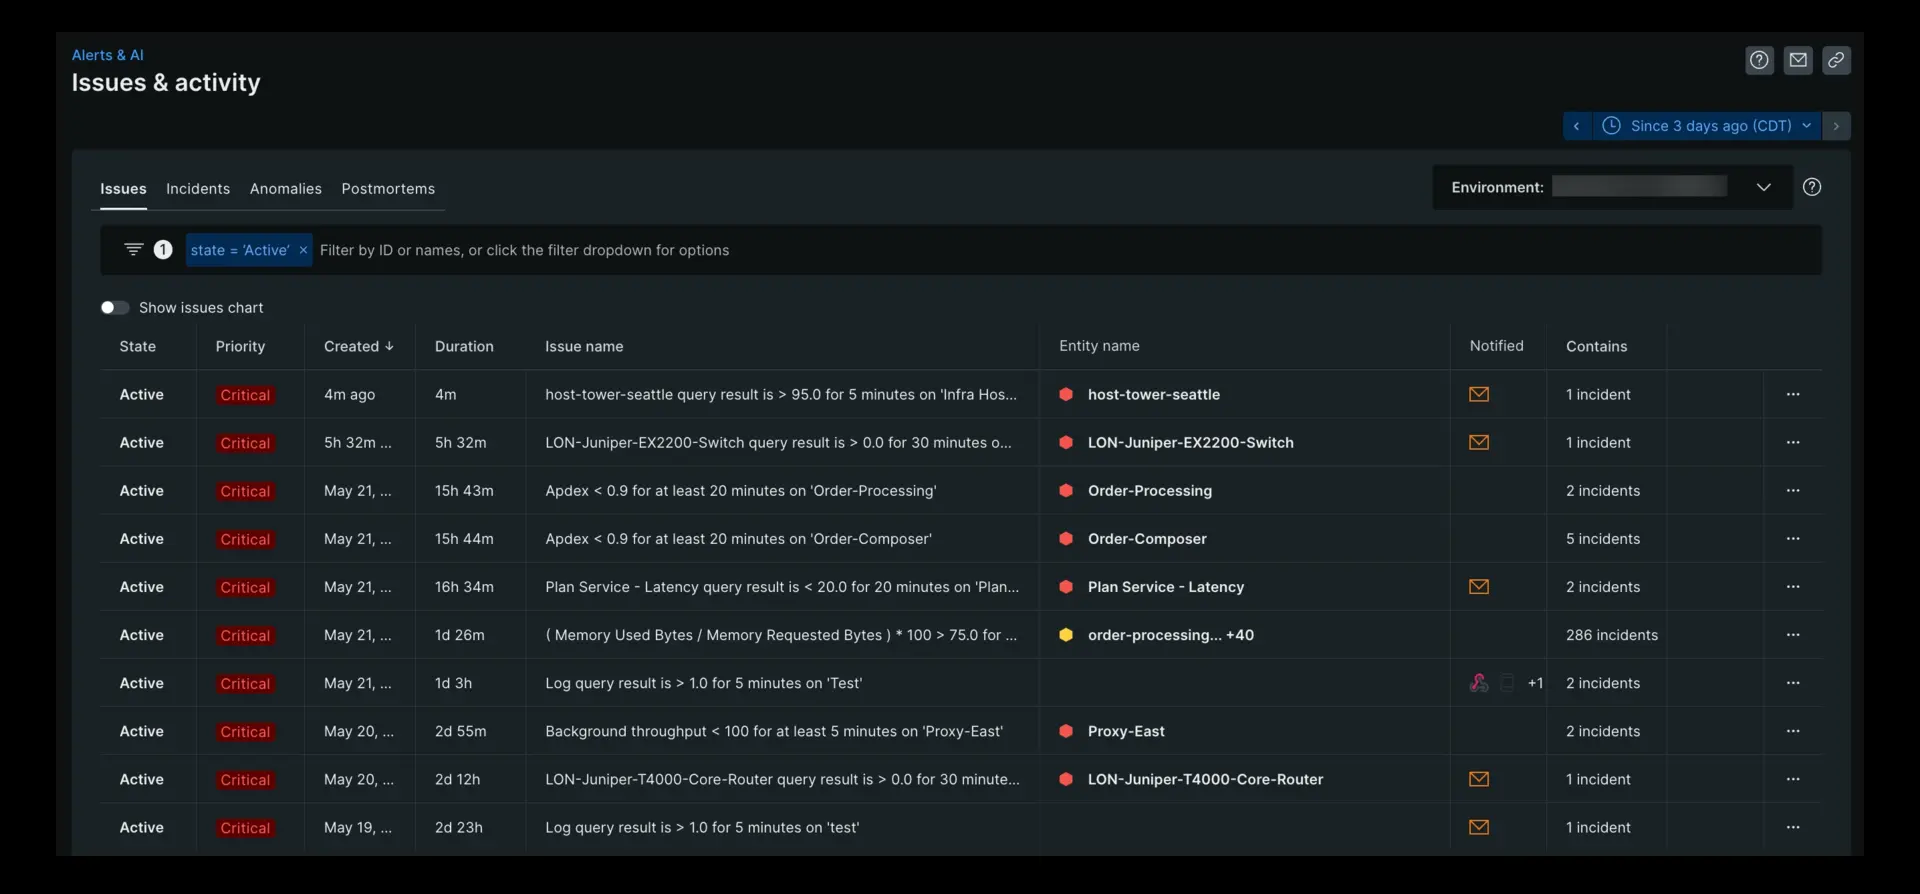 Alerts & AI
Issues & activity
Since 3 days ago (CDT)
Issues Incidents Anomalies Postmortems
Environment:
1 state = 'Active' × Filter by ID or names, or click the filter dropdown for options
Show issues chart
State Priority Created ↓ Duration Issue name Entity name Notified Contains
Active Critical 4m ago 4m host-tower-seattle query result is > 95.0 for 5 minutes on 'Infra Hos... host-tower-seattle 1 incident ...
Active Critical 5h 32m ... 5h 32m LON-Juniper-EX2200-Switch query result is > 0.0 for 30 minutes o... LON-Juniper-EX2200-Switch 1 incident ...
Active Critical May 21, ... 15h 43m Apdex < 0.9 for at least 20 minutes on 'Order-Processing' Order-Processing 2 incidents ...
Active Critical May 21, ... 15h 44m Apdex < 0.9 for at least 20 minutes on 'Order-Composer' Order-Composer 5 incidents ...
Active Critical May 21, ... 16h 34m Plan Service - Latency query result is < 20.0 for 20 minutes on 'Plan... Plan Service - Latency 2 incidents ...
Active Critical May 21, ... 1d 26m ( Memory Used Bytes / Memory Requested Bytes ) * 100 > 75.0 for ... order-processing... +40 286 incidents ...
Active Critical May 21, ... 1d 3h Log query result is > 1.0 for 5 minutes on 'Test' +1 2 incidents ...
Active Critical May 20, ... 2d 55m Background throughput < 100 for at least 5 minutes on 'Proxy-East' Proxy-East 2 incidents ...
Active Critical May 20, ... 2d 12h LON-Juniper-T4000-Core-Router query result is > 0.0 for 30 minute... LON-Juniper-T4000-Core-Router 1 incident ...
Active Critical May 19, ... 2d 23h Log query result is > 1.0 for 5 minutes on 'test' 1 incident ...